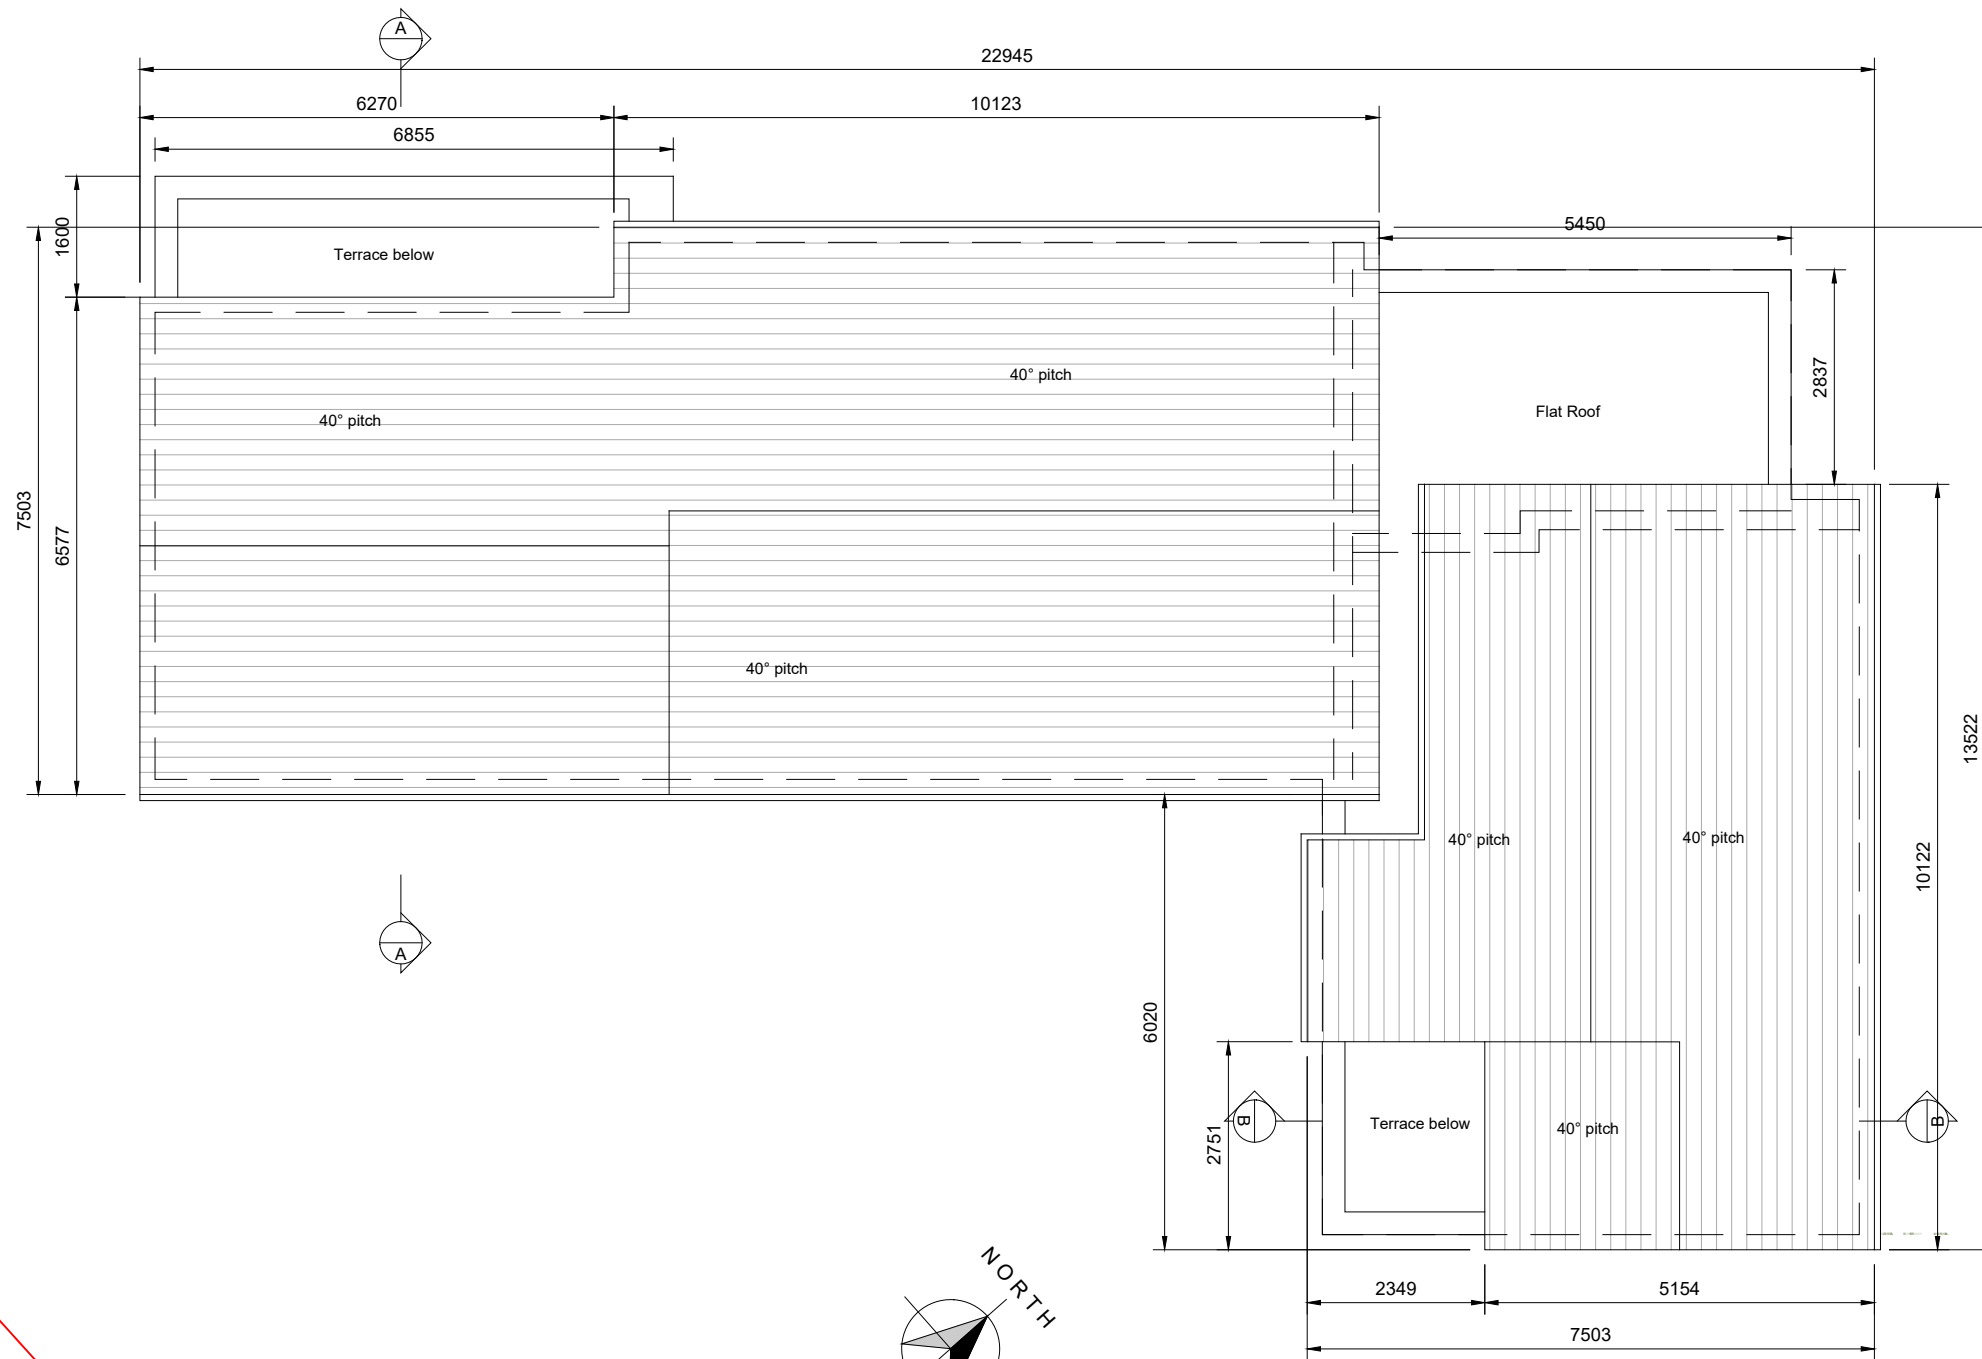 A
22945
6270
10123
6855
1600
5450
Terrace below
2837
40° pitch
Flat Roof
40° pitch
7503
6577
40° pitch
13522
40° pitch
40° pitch
10122
A
6020
2751
B
Terrace below
40° pitch
B
NORTH
2349
5154
7503